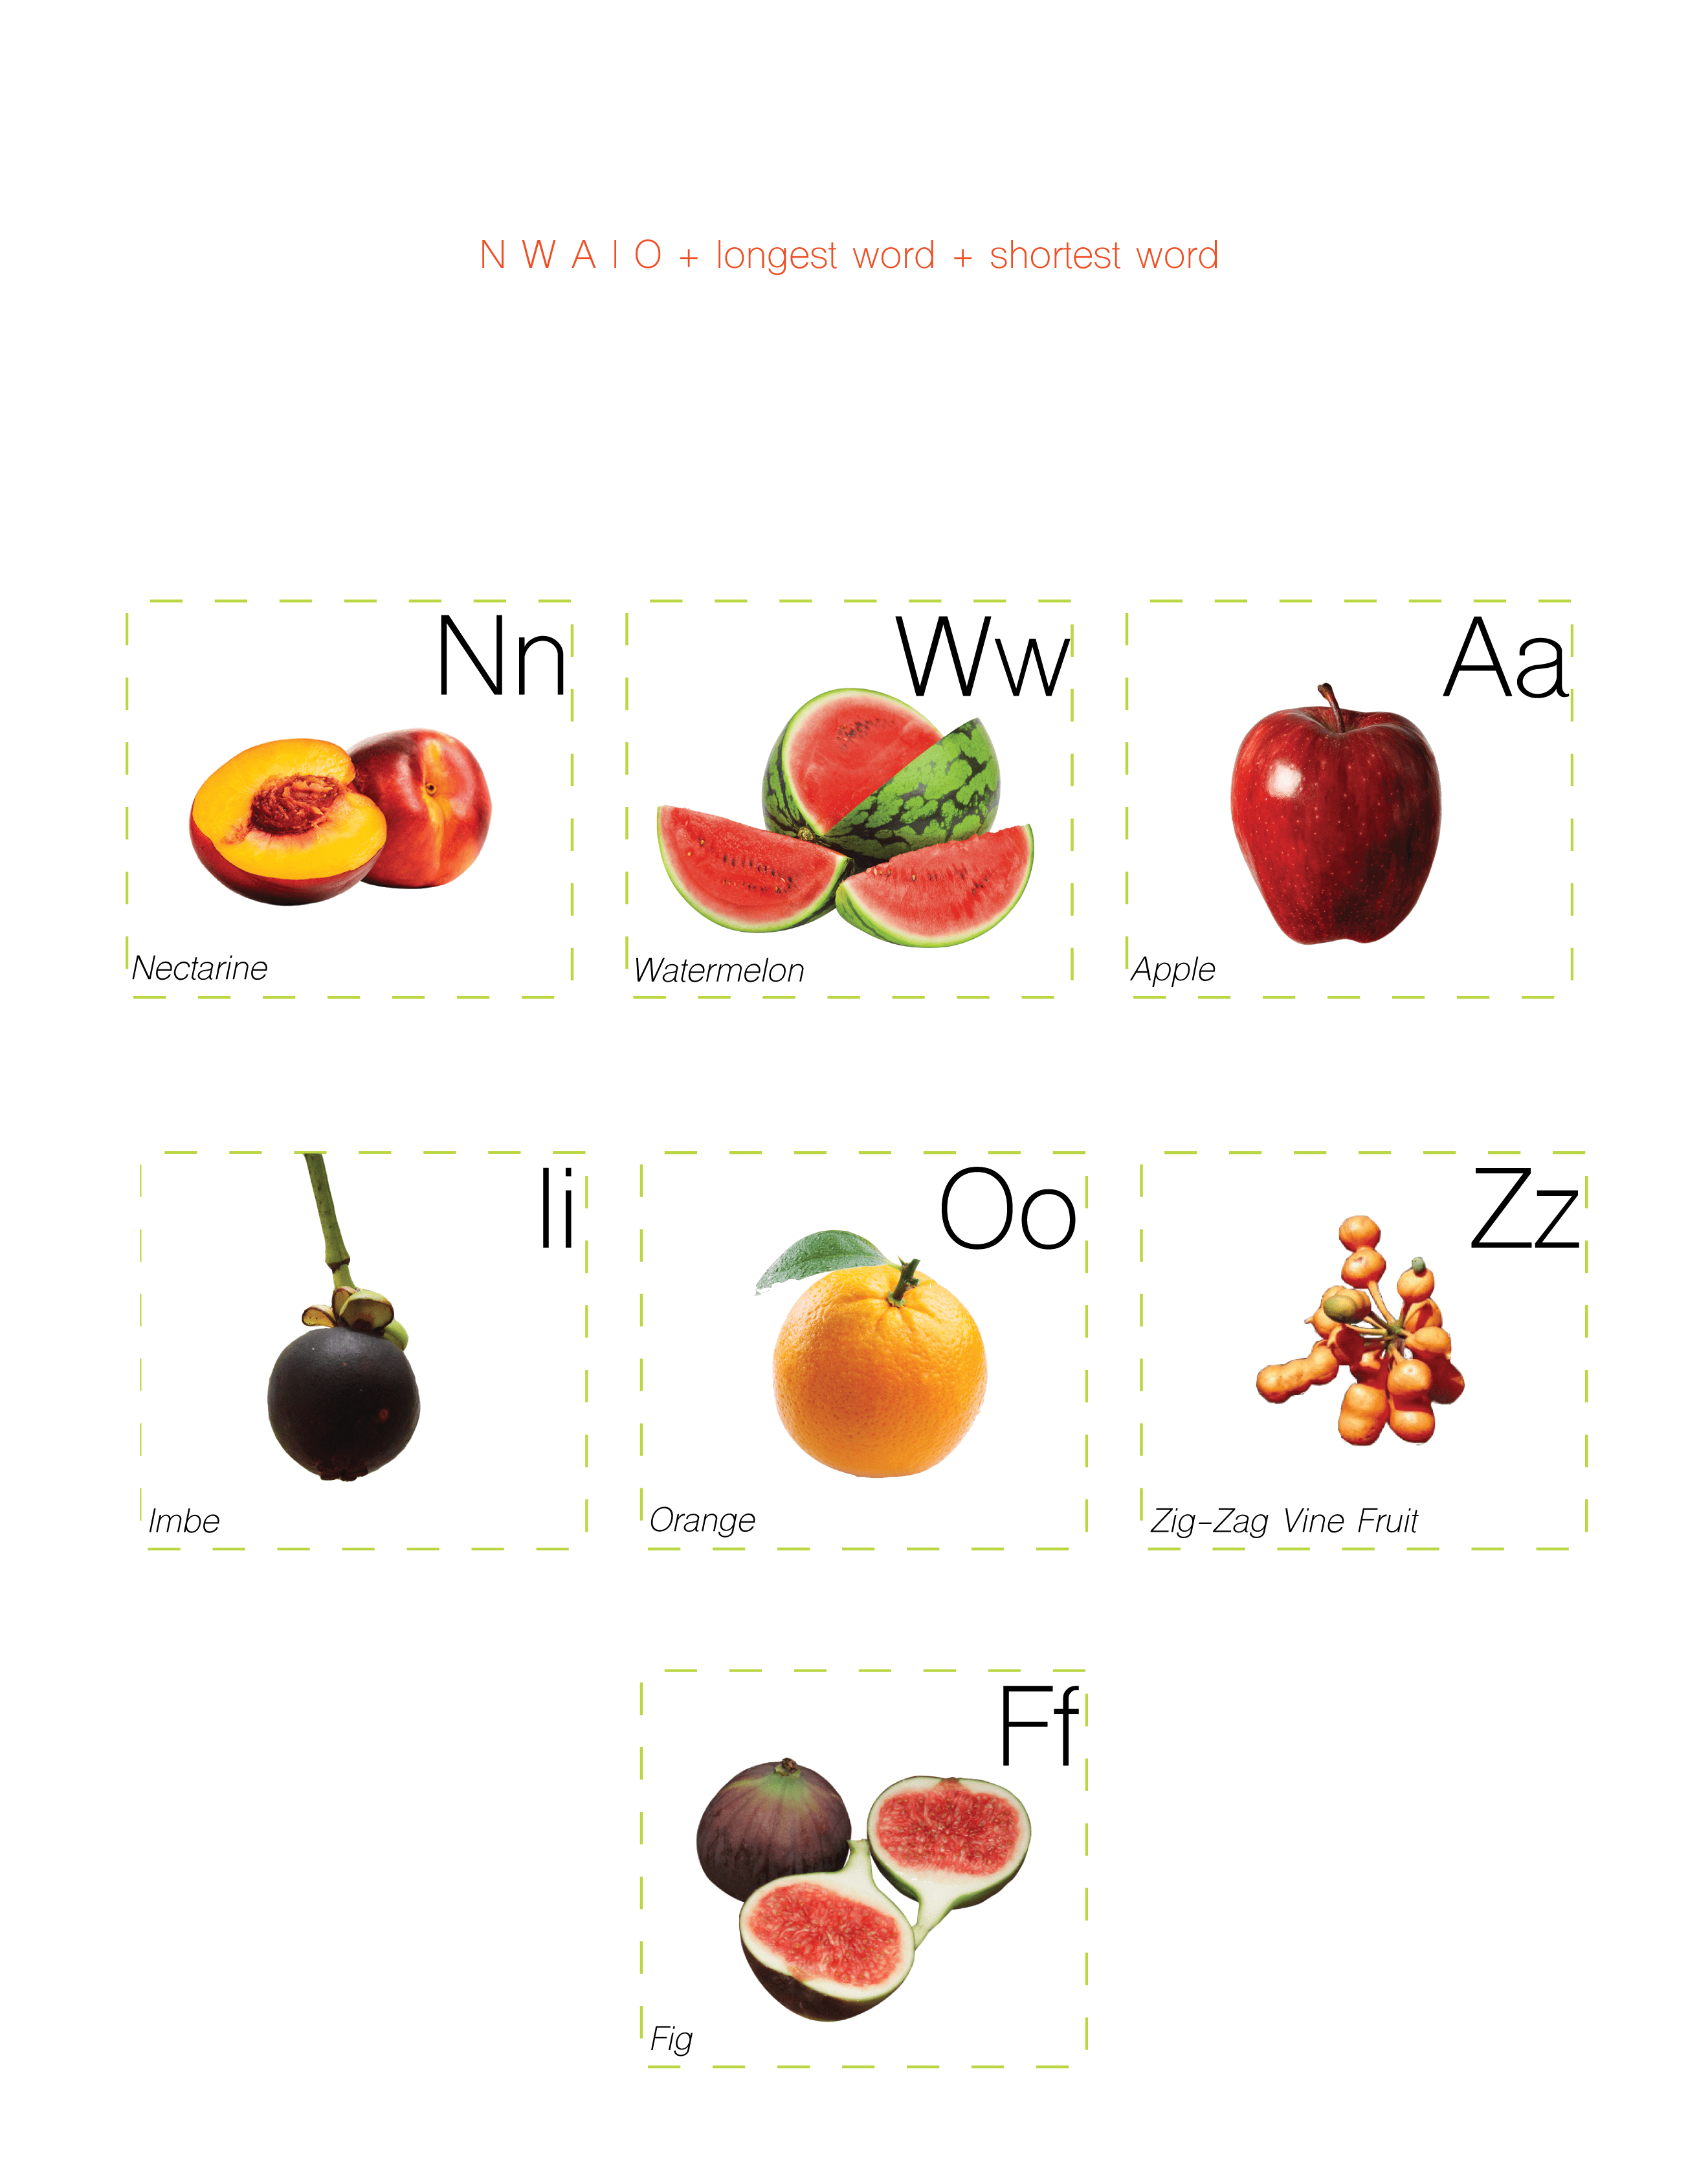 N W A I O + longest word + shortest word
Nn
Ww
Aa
Nectarine
Watermelon
Apple
Ii
Oo
Zz
Imbe
Orange
Zig-Zag Vine Fruit
Ff
Fig